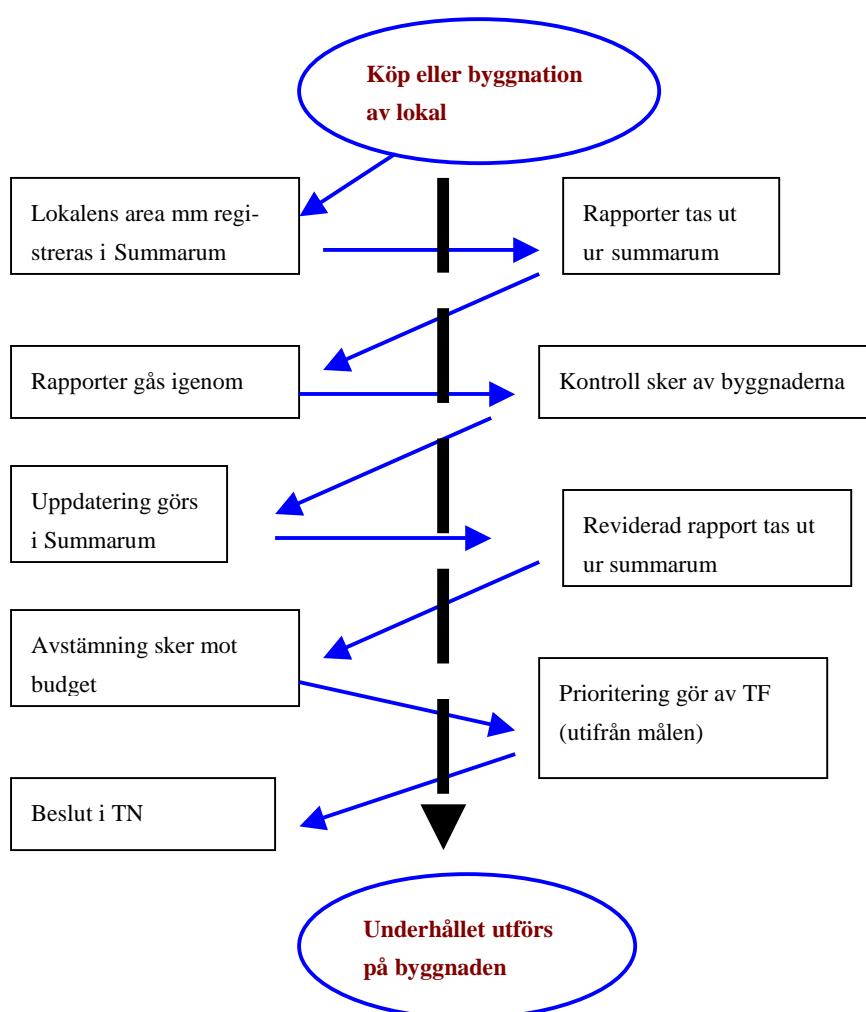 Köp eller byggnation
av lokal
Lokalens area mm regi-
streras i Summarum
Rapporter tas ut
ur summarum
Rapporter gås igenom
Kontroll sker av byggnaderna
Uppdatering görs
i Summarum
Reviderad rapport tas ut
ur summarum
Avstämning sker mot
budget
Prioritering gör av TF
(utifrån målen)
Beslut i TN
Underhållet utförs
på byggnaden